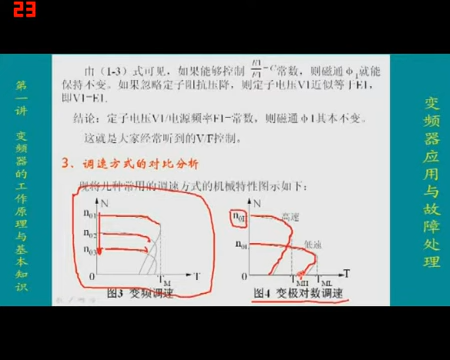 23
第一讲 变频器的工作原理与基本知识
由（1-3）式可见，如果能够控制 E1/F1=C常数，则磁通Φ1就能
保持不变。如果忽略定子阻抗压降，则定子电压V1近似等于E1，
即V1=E1。
结论：定子电压V1/电源频率F1=常数，则磁通Φ1其本不变。
这就是大家经常听到的V/F控制，
3、调速方式的对比分析
现将几种常用的调速方式的机械特性图示如下：
N
n01
n02
n03
0
TM
T
图3 变频调速
N
n0I
高速
n0I
低速
0
TMH
TML
T
图4 变极对数调速
变频器应用与故障处理